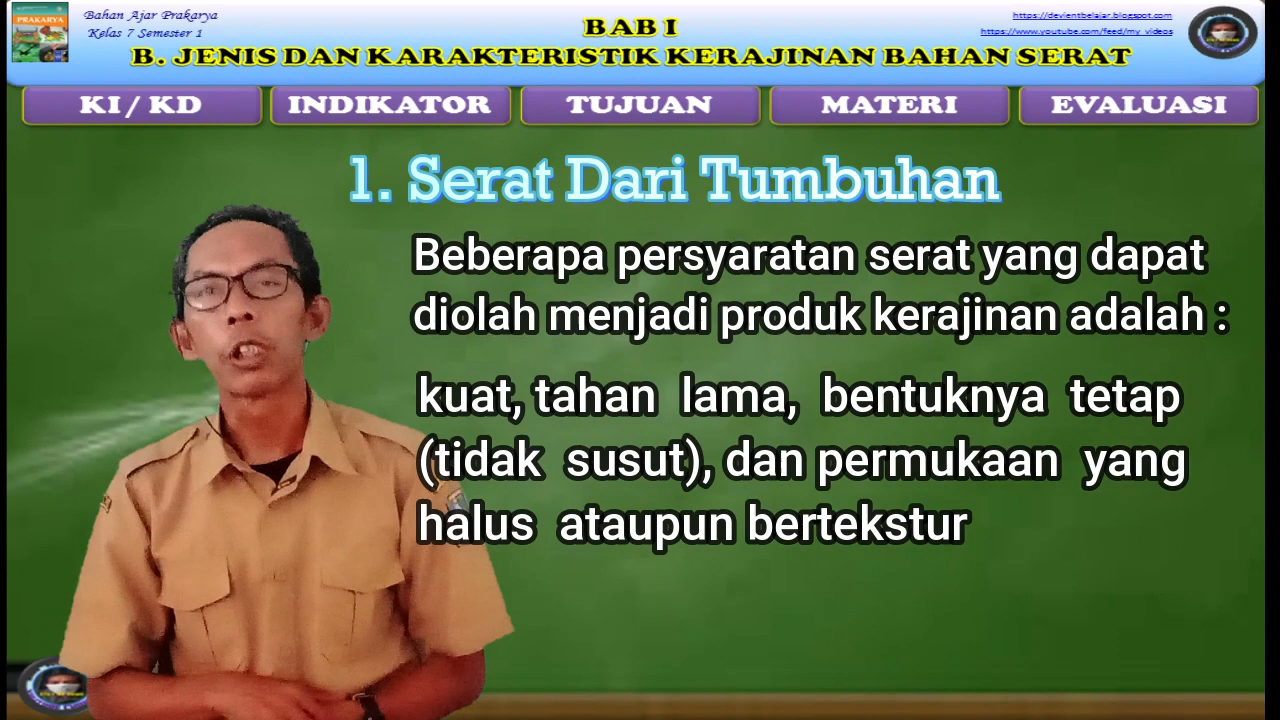 PRAKARYA
Bahan Ajar Prakarya
Kelas 7 Semester 1
BAB I
B. JENIS DAN KARAKTERISTIK KERAJINAN BAHAN SERAT
https://devientbelajar.blogspot.com
https://www.youtube.com/feed/my_videos
KI / KD
INDIKATOR
TUJUAN
MATERI
EVALUASI
1. Serat Dari Tumbuhan
Beberapa persyaratan serat yang dapat
diolah menjadi produk kerajinan adalah :
kuat, tahan lama, bentuknya tetap
(tidak susut), dan permukaan yang
halus ataupun bertekstur